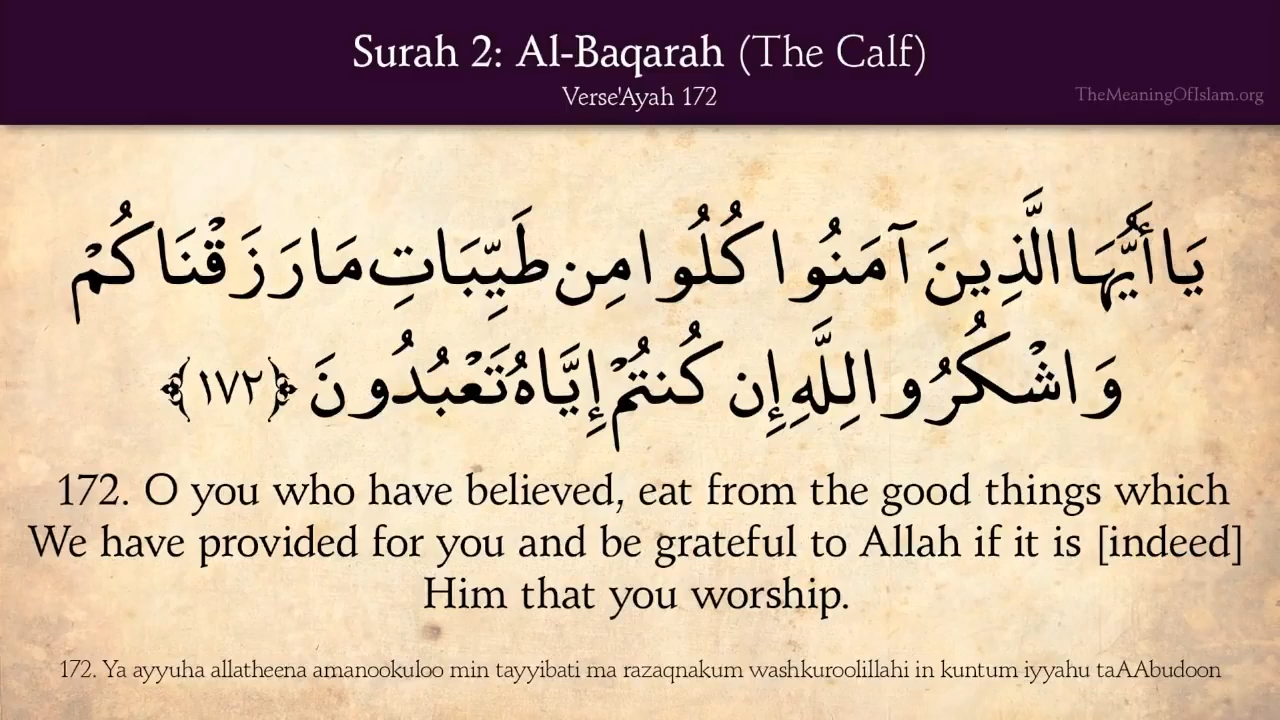 Surah 2: Al-Baqarah (The Calf)
Verse'Ayah 172
TheMeaningOfIslam.org
يَا أَيُّهَا الَّذِينَ آمَنُوا كُلُوا مِن طَيِّبَاتِ مَا رَزَقْنَاكُمْ
وَاشْكُرُوا لِلَّهِ إِن كُنتُمْ إِيَّاهُ تَعْبُدُونَ ﴿١٧٢﴾
172. O you who have believed, eat from the good things which
We have provided for you and be grateful to Allah if it is [indeed]
Him that you worship.
172. Ya ayyuha allatheena amanookuloo min tayyibati ma razaqnakum washkuroolillahi in kuntum iyyahu taAAbudoon